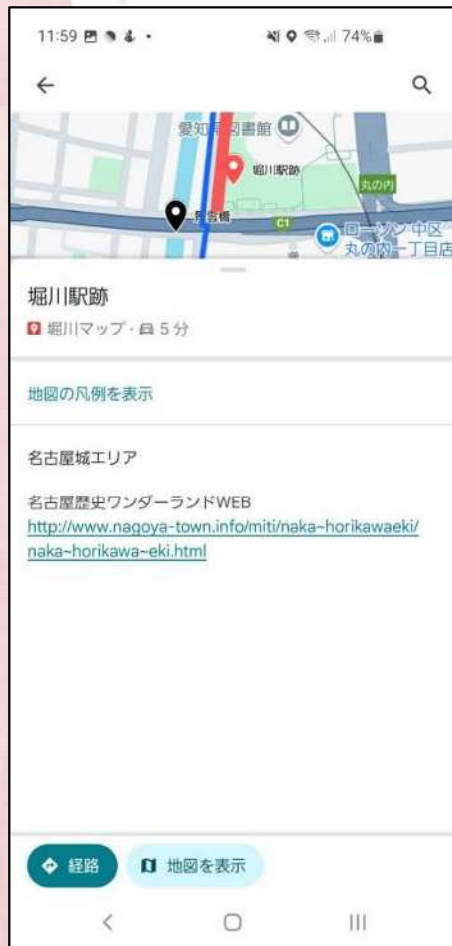 11:59
74%
愛知県図書館
堀川駅跡
丸の内
景雲橋
C1
ローソン 中区
丸の内一丁目店
堀川駅跡
堀川マップ・ 5 分
地図の凡例を表示
名古屋城エリア
名古屋歴史ワンダーランドWEB
http://www.nagoya-town.info/miti/naka~horikawaeki/
naka~horikawa~eki.html
経路
地図を表示